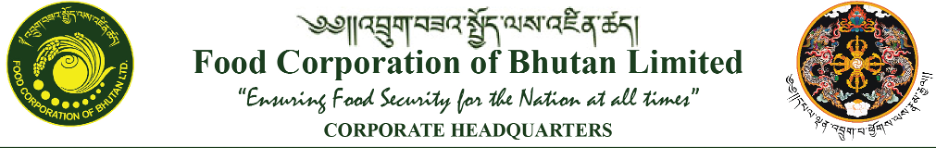 ༄༅།།འབྲུག་བཟའ་སྤྱོད་ལས་འཛིན་ཚད།
Food Corporation of Bhutan Limited
“Ensuring Food Security for the Nation at all times”
CORPORATE HEADQUARTERS
FOOD CORPORATION OF BHUTAN LTD.